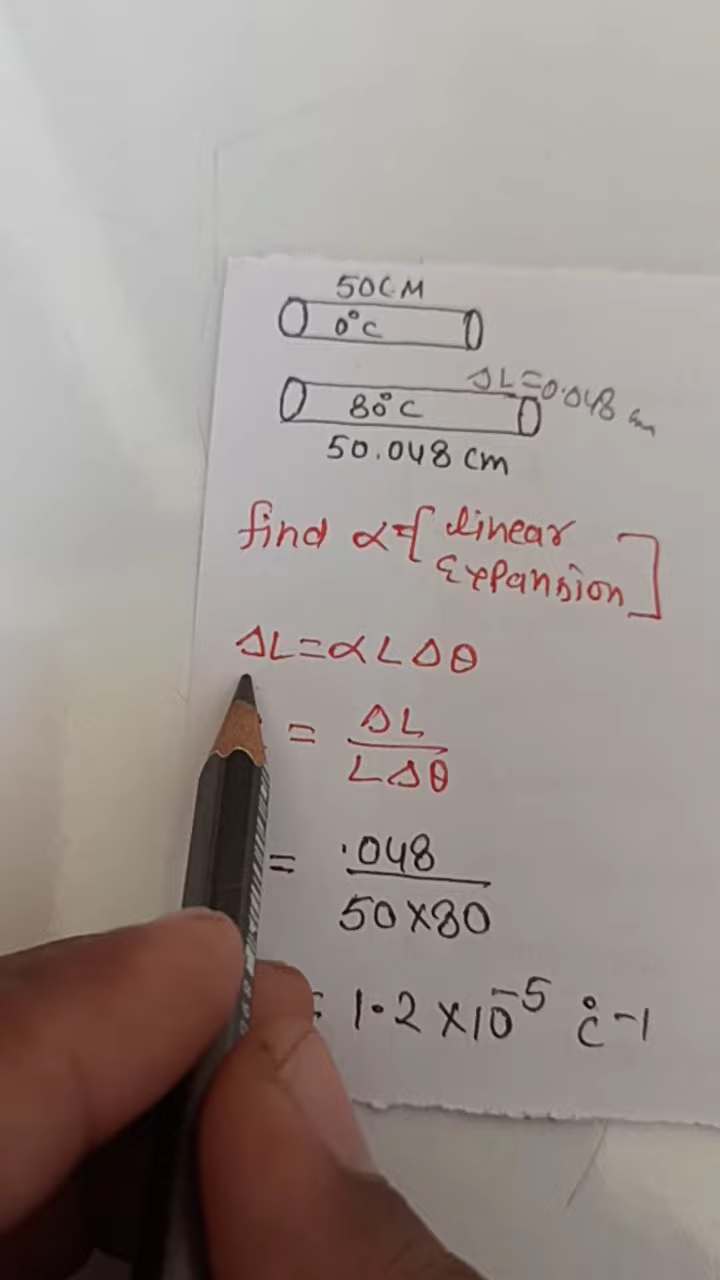 50CM
0°C
ΔL=0.048 cm
80°C
50.048 cm
find α=[linear
Expansion]
ΔL=αLΔθ
= ΔL
LΔθ
= .048
50×80
= 1.2×10⁻⁵ °C⁻¹